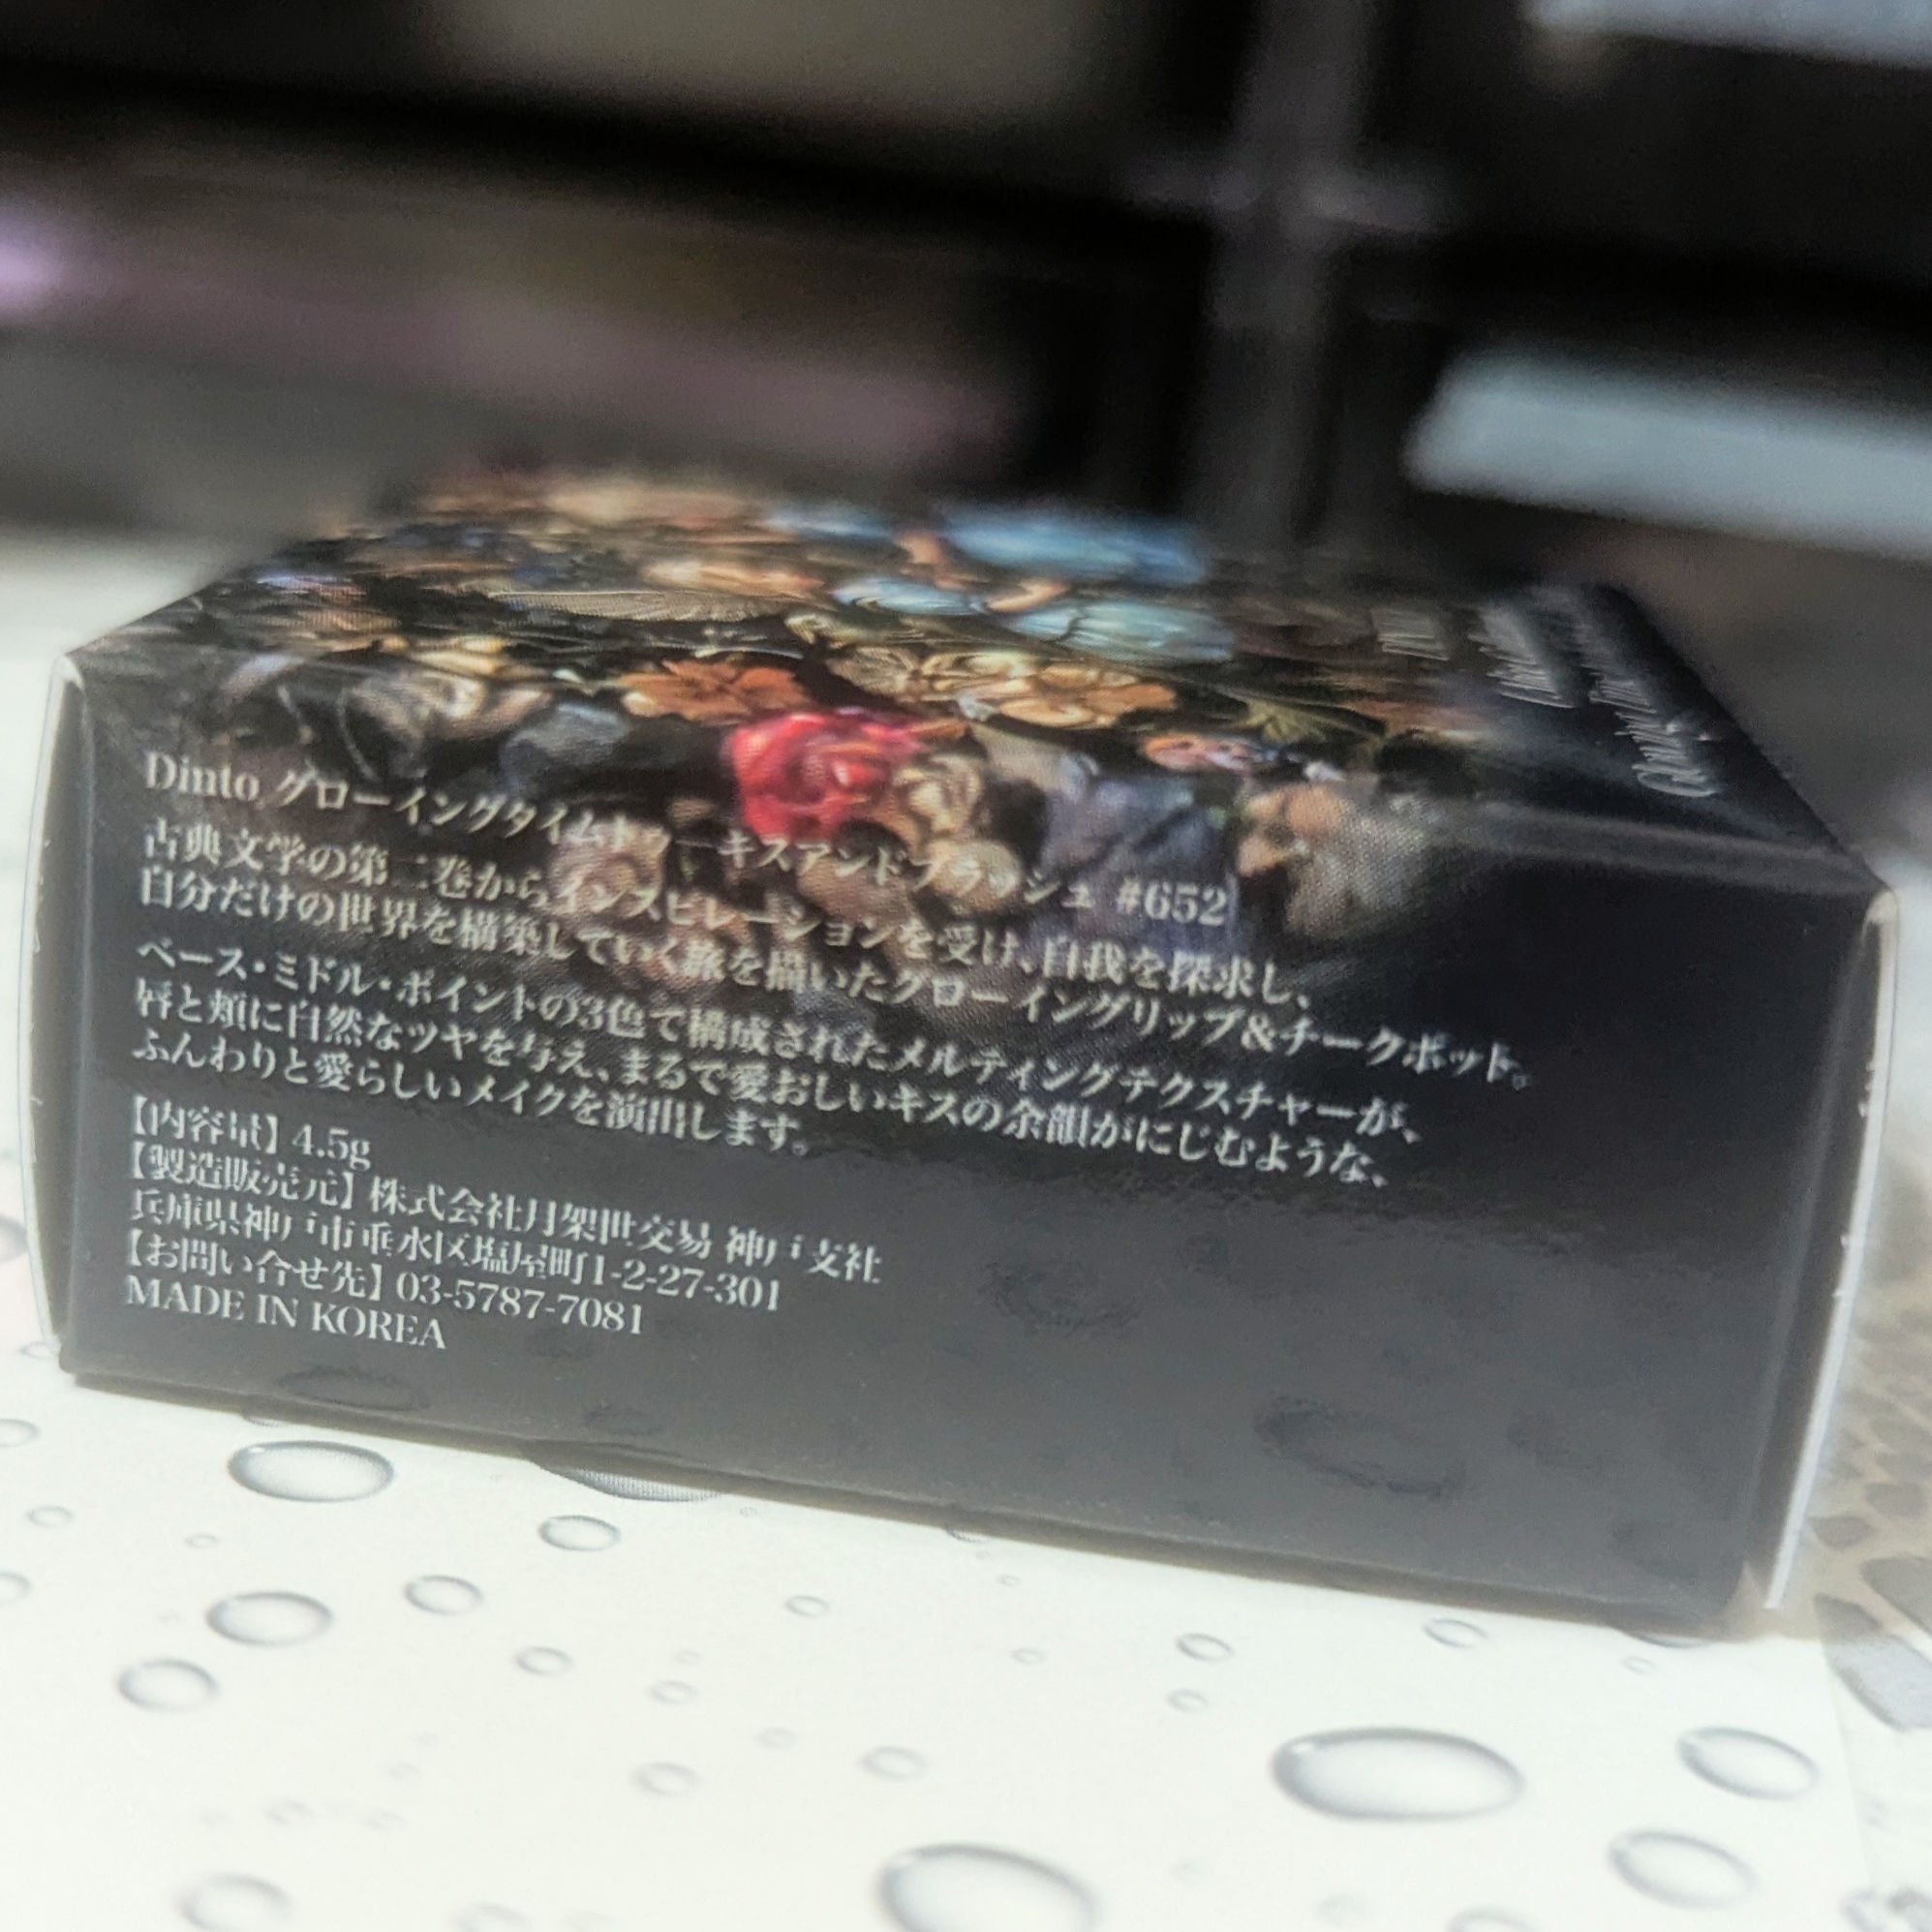 Dinto グローイングタイムトゥーキスアンドブラッシュ #652
古典文学の第二巻からインスピレーションを受け、自我を探求し、
自分だけの世界を構築していく旅を描いたグローイングリップ&チークポット。
ベース・ミドル・ポイントの3色で構成されたメルティングテクスチャーが、
唇と頬に自然なツヤを与え、まるで愛おしいキスの余韻がにじむような、
ふんわりと愛らしいメイクを演出します。
【内容量】 4.5g
【製造販売元】 株式会社月架世交易 神戸支社
兵庫県神戸市垂水区塩屋町1-2-27-301
【お問い合せ先】 03-5787-7081
MADE IN KOREA